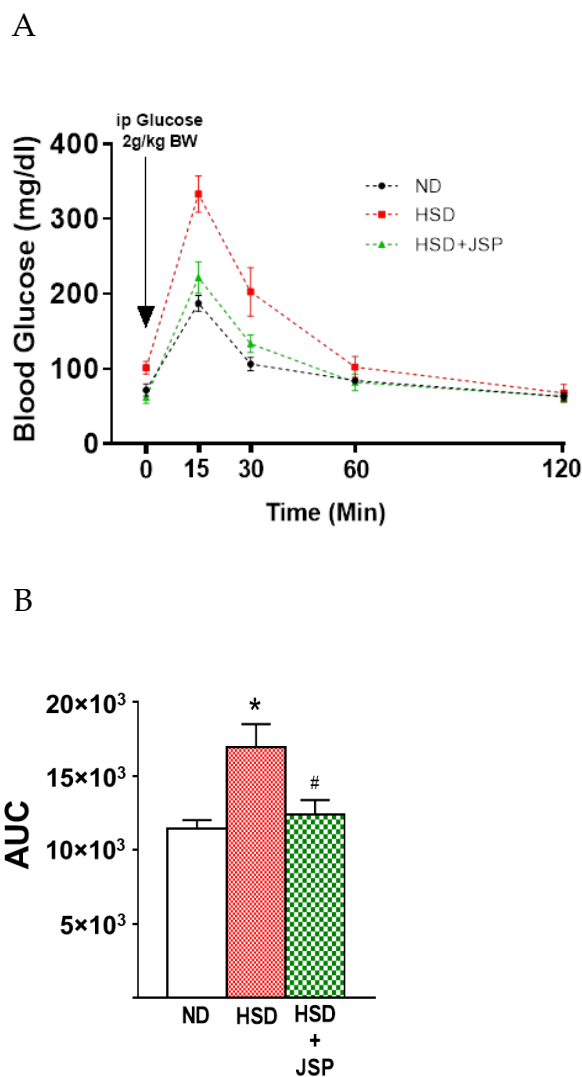 A
ip Glucose
2g/kg BW
Blood Glucose (mg/dl)
400
300
200
100
0
ND
HSD
HSD+JSP
0 15 30 60 120
Time (Min)
B
AUC
20×10³
15×10³
10×10³
5×10³
*
#
ND HSD HSD
+
JSP